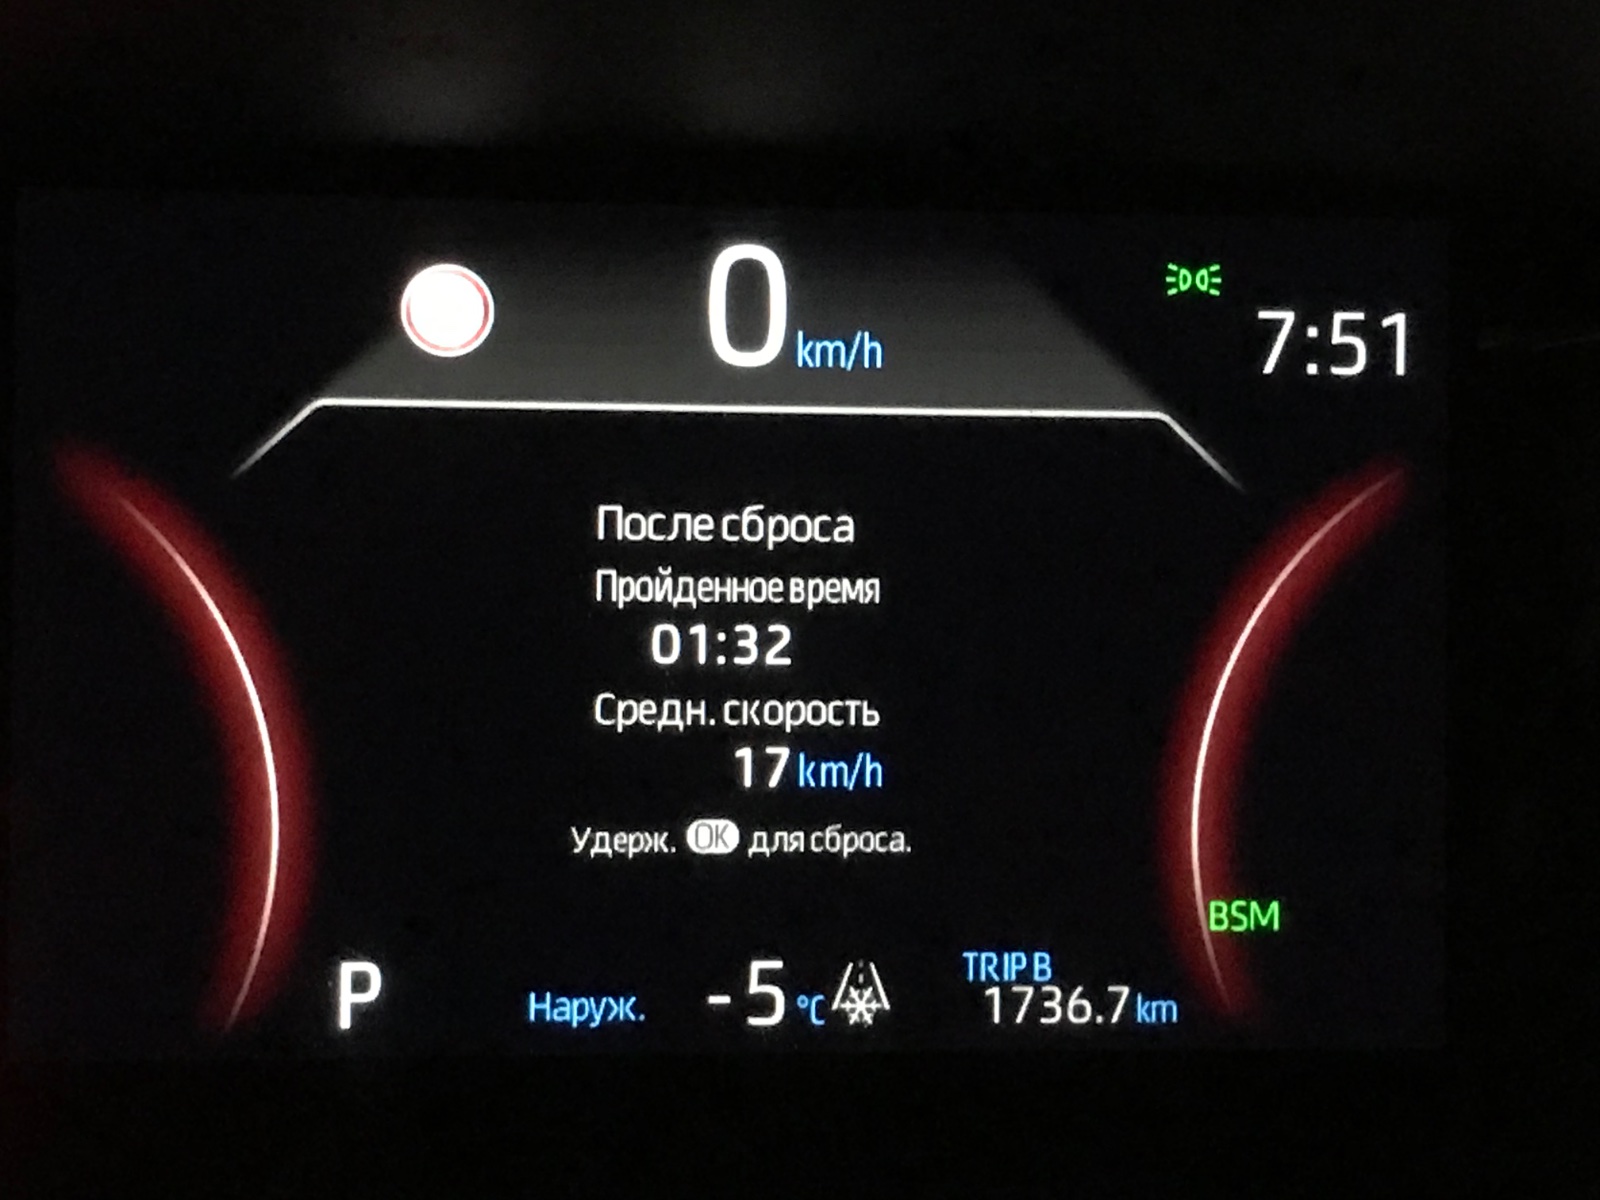 0 km/h
7:51
После сброса
Пройденное время
01:32
Средн. скорость
17 km/h
Удерж. OK для сброса.
BSM
P
Наруж. -5 °C
TRIP B
1736.7 km